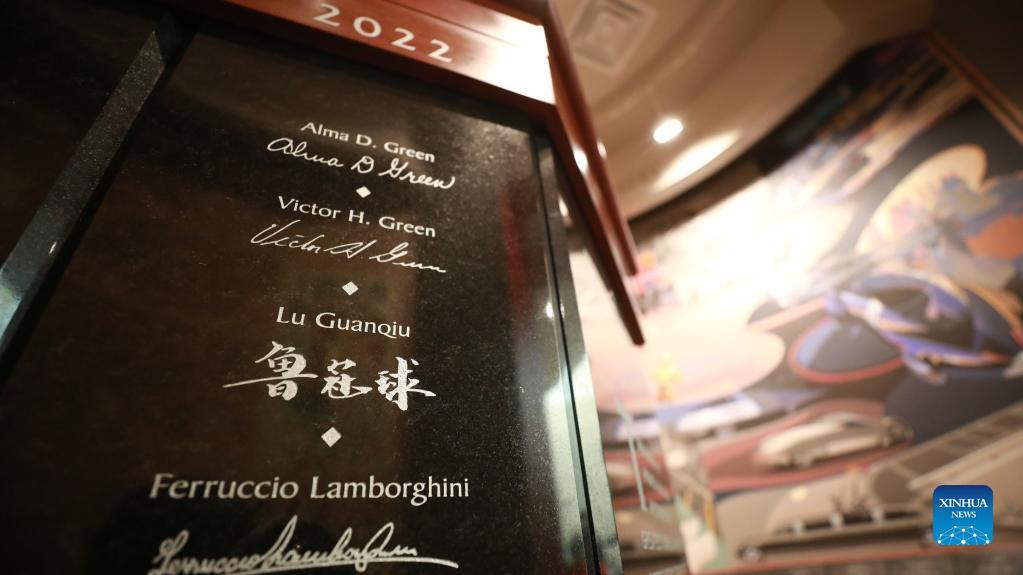 2022
Alma D. Green
Alma D Green
Victor H. Green
Victor H Green
Lu Guanqiu
鲁冠球
Ferruccio Lamborghini
Ferruccio Lamborghini
XINHUA
NEWS